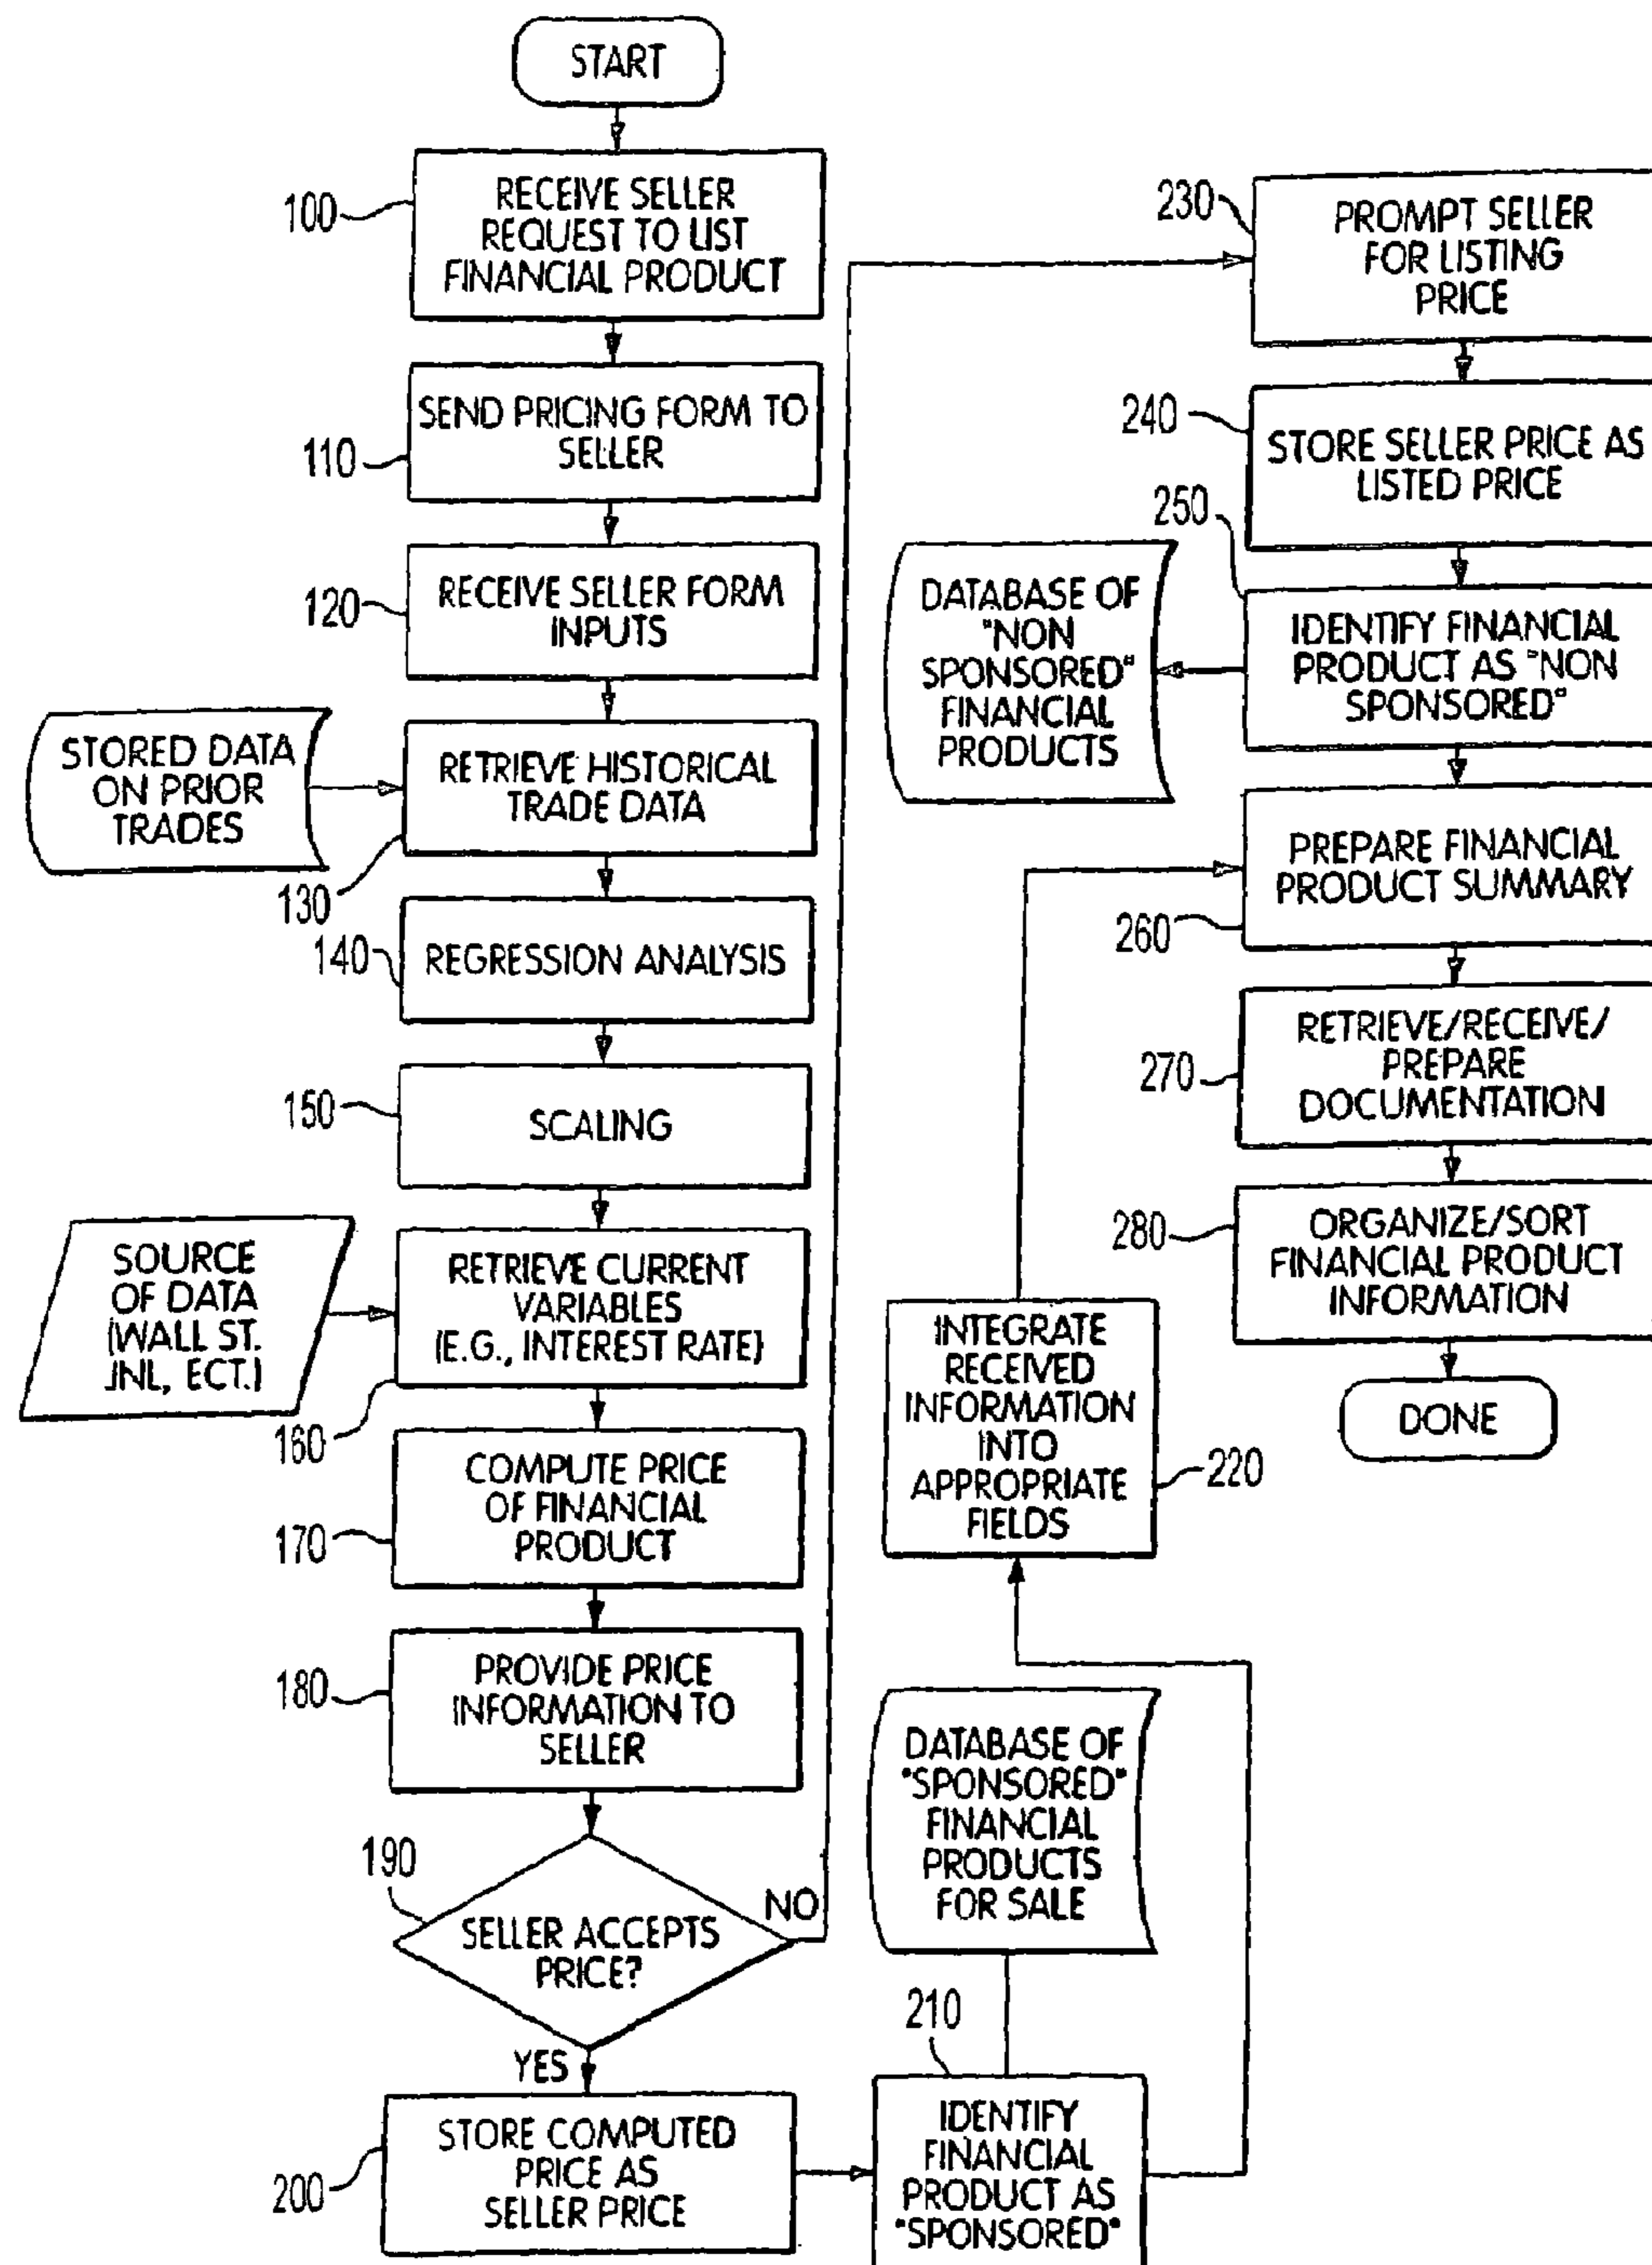 START
100
RECEIVE SELLER
REQUEST TO LIST
FINANCIAL PRODUCT
110
SEND PRICING FORM TO
SELLER
120
RECEIVE SELLER FORM
INPUTS
STORED DATA
ON PRIOR
TRADES
130
RETRIEVE HISTORICAL
TRADE DATA
140
REGRESSION ANALYSIS
150
SCALING
SOURCE
OF DATA
(WALL ST.
JNL, ECT.)
160
RETRIEVE CURRENT
VARIABLES
(E.G., INTEREST RATE)
170
COMPUTE PRICE
OF FINANCIAL
PRODUCT
180
PROVIDE PRICE
INFORMATION TO
SELLER
190
SELLER ACCEPTS
PRICE?
NO
YES
200
STORE COMPUTED
PRICE AS
SELLER PRICE
210
IDENTIFY
FINANCIAL
PRODUCT AS
"SPONSORED"
DATABASE OF
"SPONSORED"
FINANCIAL
PRODUCTS
FOR SALE
220
INTEGRATE
RECEIVED
INFORMATION
INTO
APPROPRIATE
FIELDS
230
PROMPT SELLER
FOR LISTING
PRICE
240
STORE SELLER PRICE AS
LISTED PRICE
250
IDENTIFY FINANCIAL
PRODUCT AS "NON
SPONSORED"
DATABASE OF
"NON
SPONSORED"
FINANCIAL
PRODUCTS
260
PREPARE FINANCIAL
PRODUCT SUMMARY
270
RETRIEVE/RECEIVE/
PREPARE
DOCUMENTATION
280
ORGANIZE/SORT
FINANCIAL PRODUCT
INFORMATION
DONE